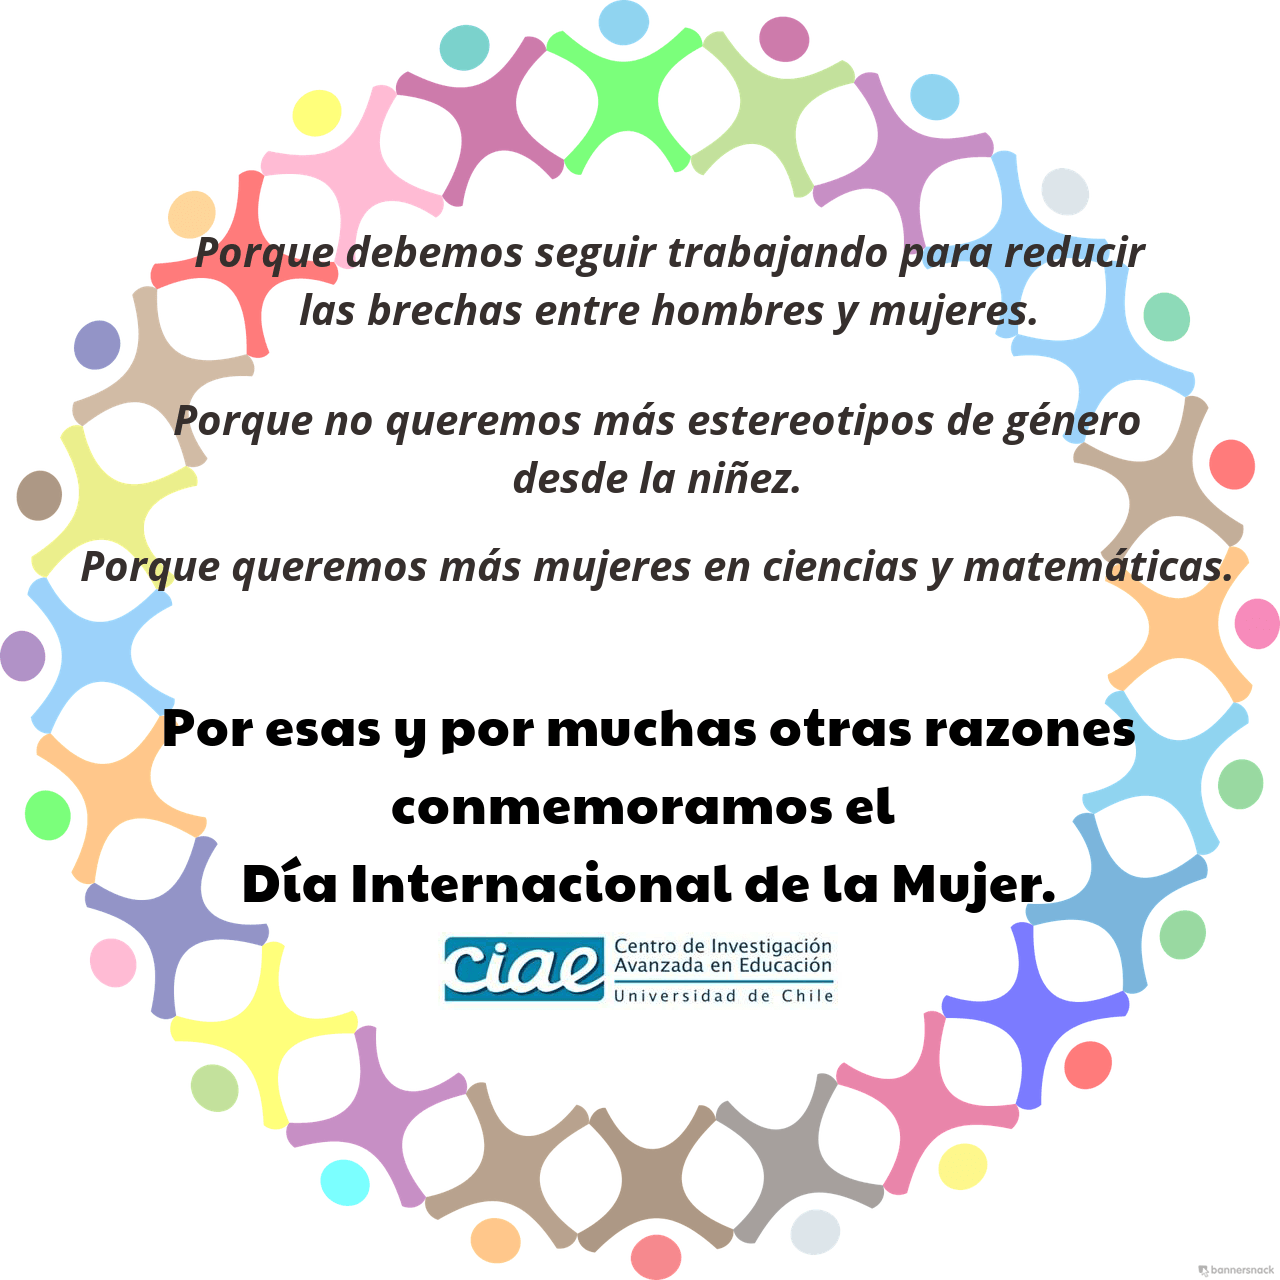 Porque debemos seguir trabajando para reducir
las brechas entre hombres y mujeres.
Porque no queremos más estereotipos de género
desde la niñez.
Porque queremos más mujeres en ciencias y matemáticas.
Por esas y por muchas otras razones
conmemoramos el
Día Internacional de la Mujer.
ciae
Centro de Investigación
Avanzada en Educación
Universidad de Chile
bannersnack